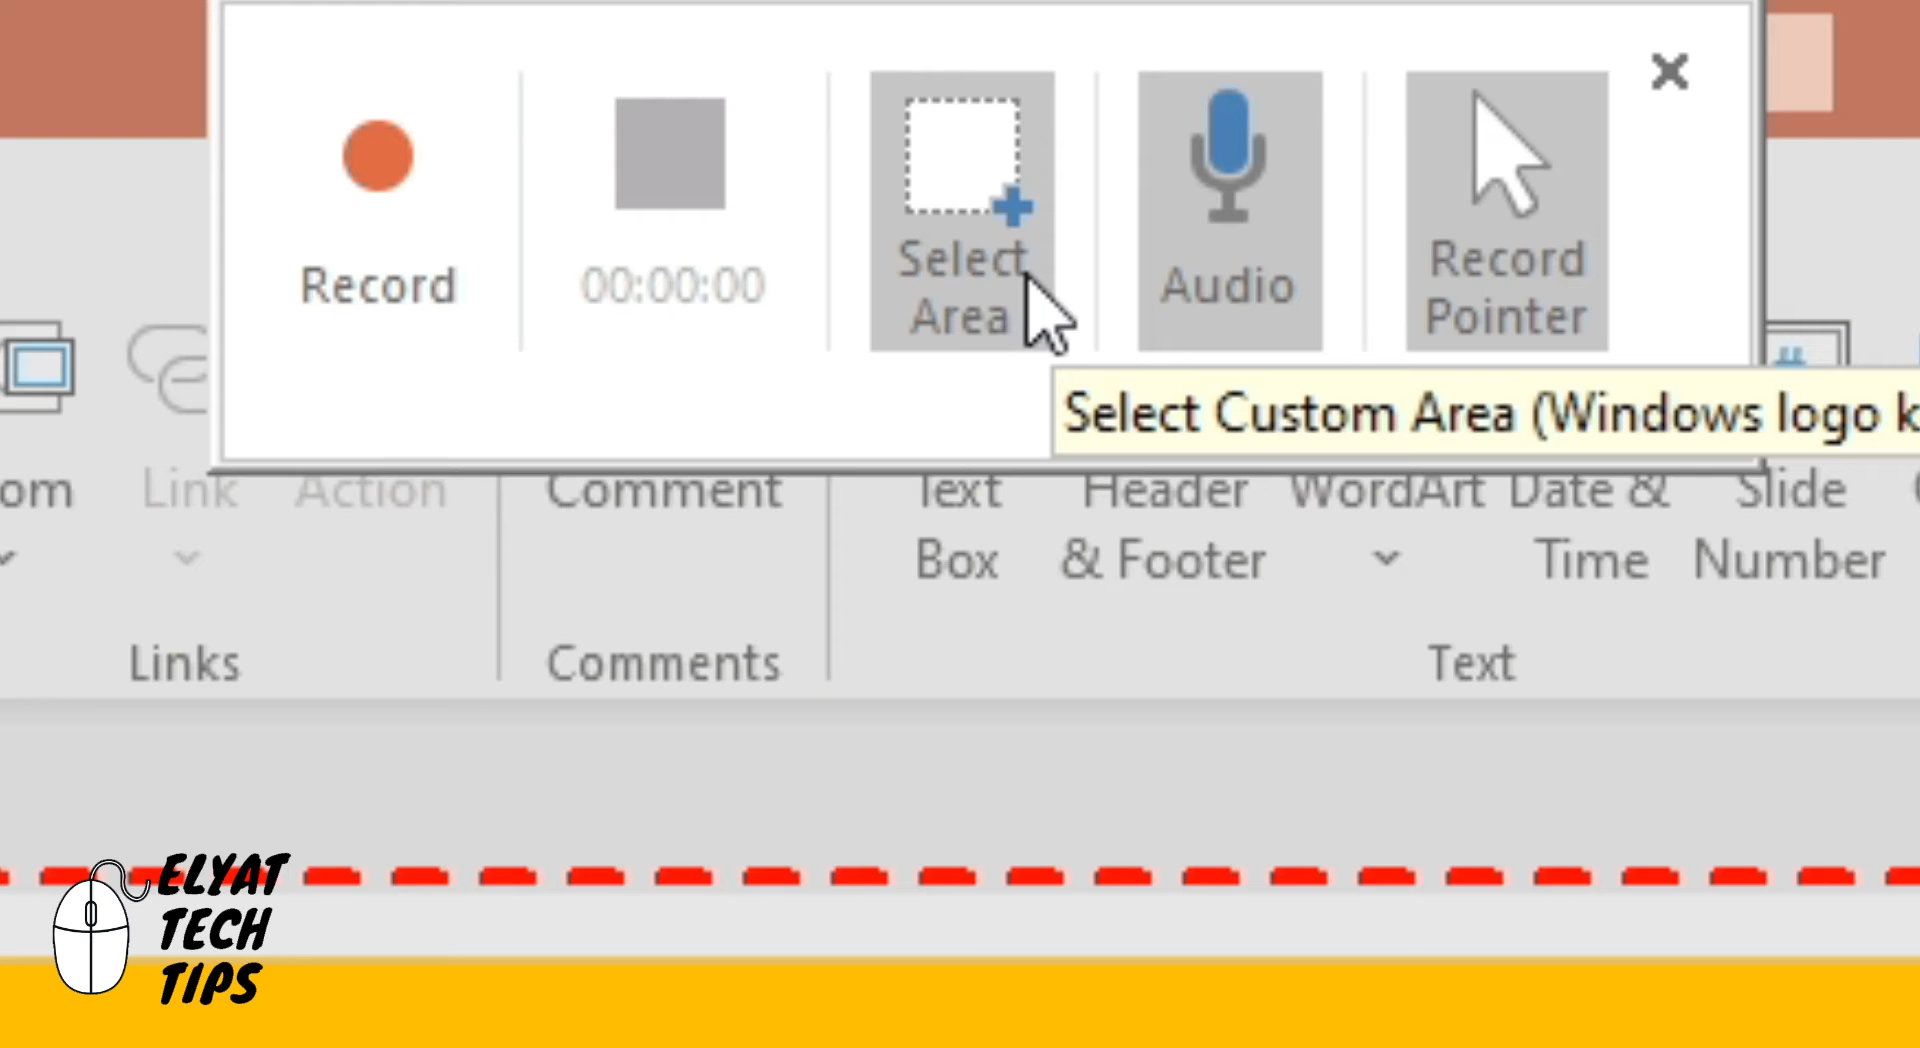 Record
00:00:00
Select
Area
Audio
Record
Pointer
Select Custom Area (Windows logo k
om
Link
Action
Comment
Text
Box
Header
& Footer
WordArt
Date &
Time
Slide
Number
Links
Comments
Text
ELYAT
TECH
TIPS